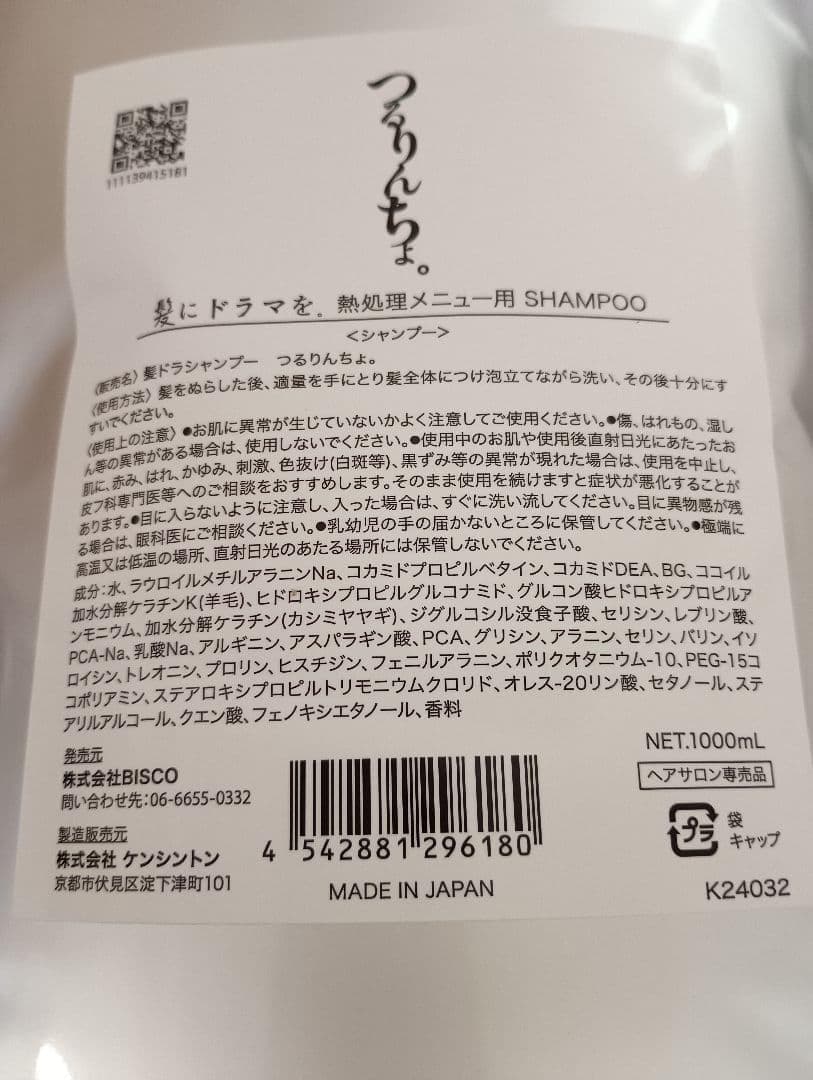 111139415181
つるりんちょ。
髪にドラマを。熱処理メニュー用 SHAMPOO
<シャンプー>
〈販売名〉髪ドラシャンプー つるりんちょ。
〈使用方法〉髪をぬらした後、適量を手にとり髪全体につけ泡立てながら洗い、その後十分にす
すいでください。
〈使用上の注意〉●お肌に異常が生じていないかよく注意してご使用ください。●傷、はれもの、湿し
ん等の異常がある場合は、使用しないでください。●使用中のお肌や使用後直射日光にあたったお
肌に、赤み、はれ、かゆみ、刺激、色抜け(白斑等)、黒ずみ等の異常が現れた場合は、使用を中止し、
皮フ科専門医等へのご相談をおすすめします。そのまま使用を続けますと症状が悪化することが
あります。●目に入らないように注意し、入った場合は、すぐに洗い流してください。目に異物感が残
る場合は、眼科医にご相談ください。●乳幼児の手の届かないところに保管してください。●極端に
高温又は低温の場所、直射日光のあたる場所には保管しないでください。
成分:水、ラウロイルメチルアラニンNa、コカミドプロピルベタイン、コカミドDEA、BG、ココイル
加水分解ケラチンK(羊毛)、ヒドロキシプロピルグルコナミド、グルコン酸ヒドロキシプロピルア
ンモニウム、加水分解ケラチン(カシミヤヤギ)、ジグルコシル没食子酸、セリシン、レブリン酸、
PCA-Na、乳酸Na、アルギニン、アスパラギン酸、PCA、グリシン、アラニン、セリン、バリン、イソ
ロイシン、トレオニン、プロリン、ヒスチジン、フェニルアラニン、ポリクオタニウム-10、PEG-15コ
コポリアミン、ステアロキシプロピルトリモニウムクロリド、オレス-20リン酸、セタノール、ステ
アリルアルコール、クエン酸、フェノキシエタノール、香料
発売元
株式会社BISCO
問い合わせ先:06-6655-0332
製造販売元
株式会社 ケンシントン
京都市伏見区淀下津町101
4 542881 296180
MADE IN JAPAN
NET.1000mL
ヘアサロン専売品
プラ
袋
キャップ
K24032